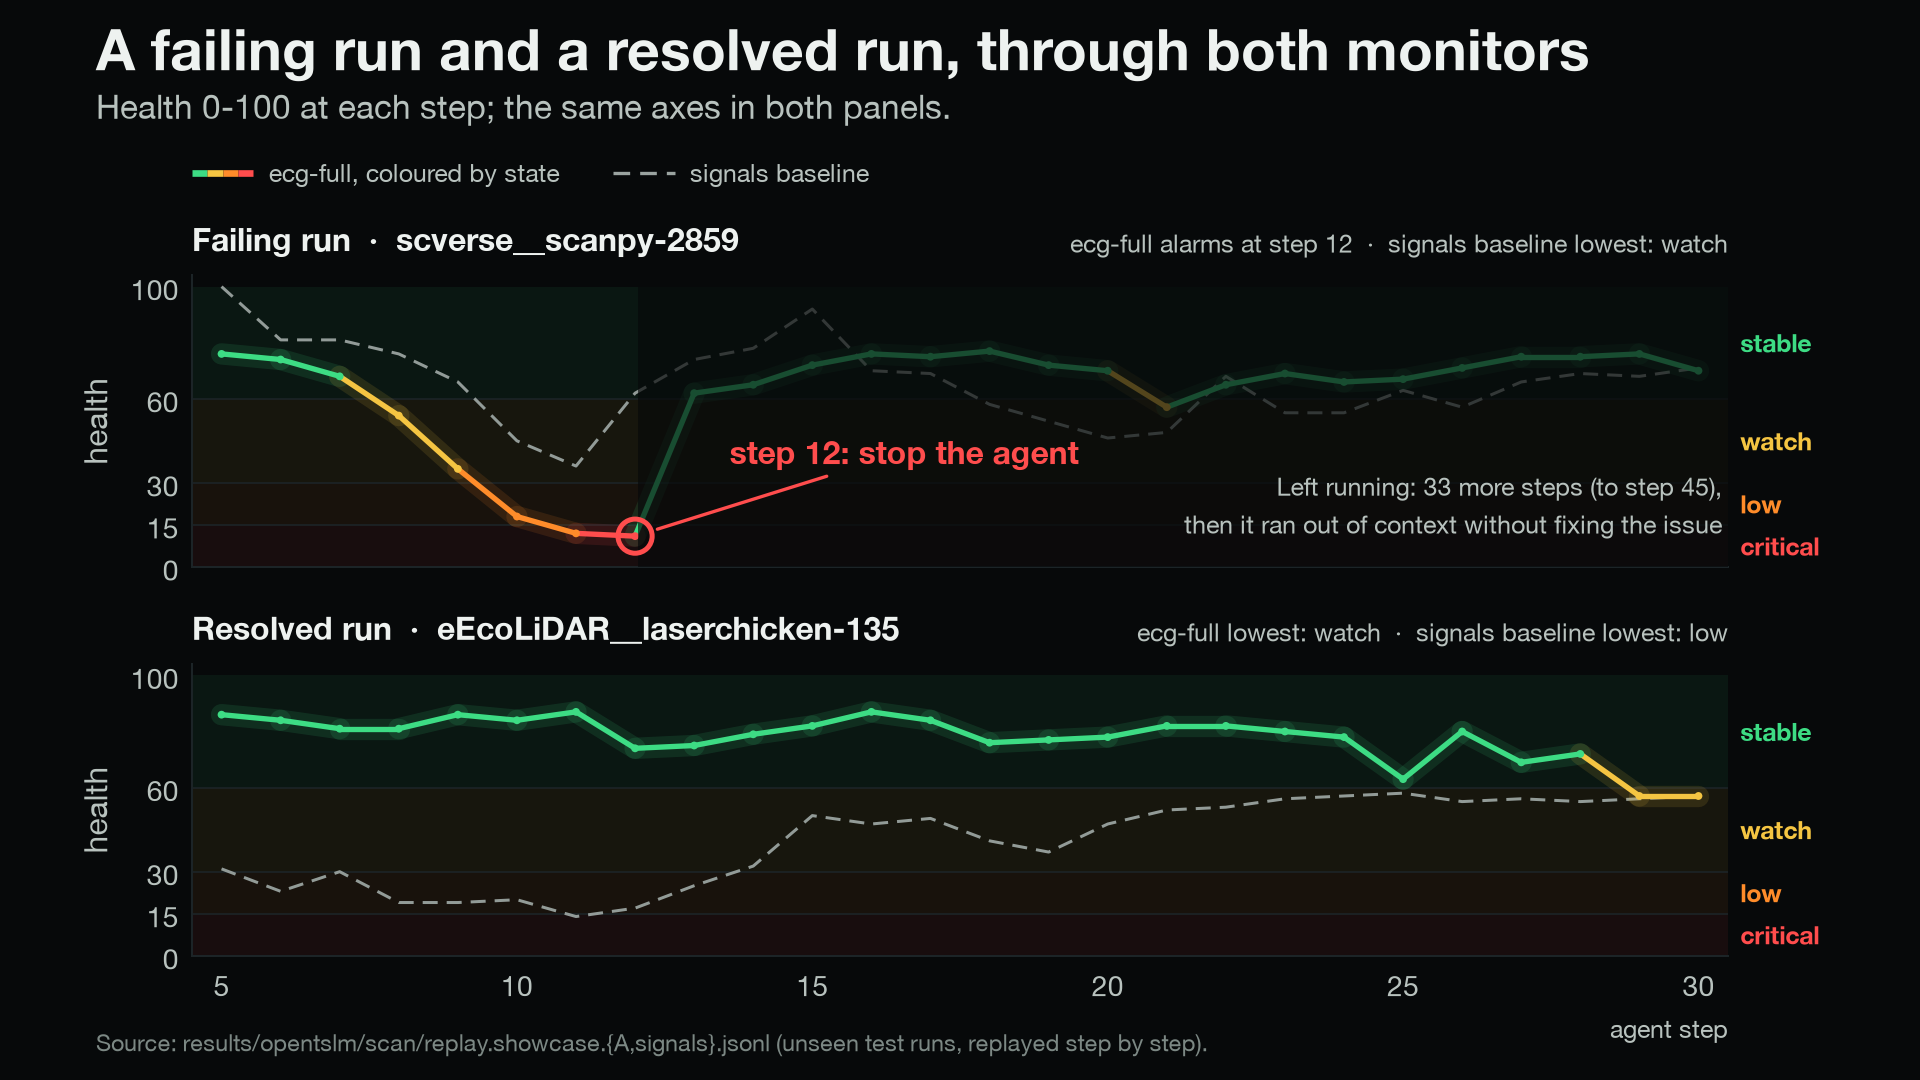 A failing run and a resolved run, through both monitors
Health 0-100 at each step; the same axes in both panels.
ecg-full, coloured by state
signals baseline
Failing run · scverse__scanpy-2859
ecg-full alarms at step 12 · signals baseline lowest: watch
100
60
30
15
0
health
step 12: stop the agent
Left running: 33 more steps (to step 45),
then it ran out of context without fixing the issue
stable
watch
low
critical
Resolved run · eEcoLiDAR__laserchicken-135
ecg-full lowest: watch · signals baseline lowest: low
100
60
30
15
0
health
stable
watch
low
critical
5 10 15 20 25 30
agent step
Source: results/opentslm/scan/replay.showcase.{A,signals}.jsonl (unseen test runs, replayed step by step).